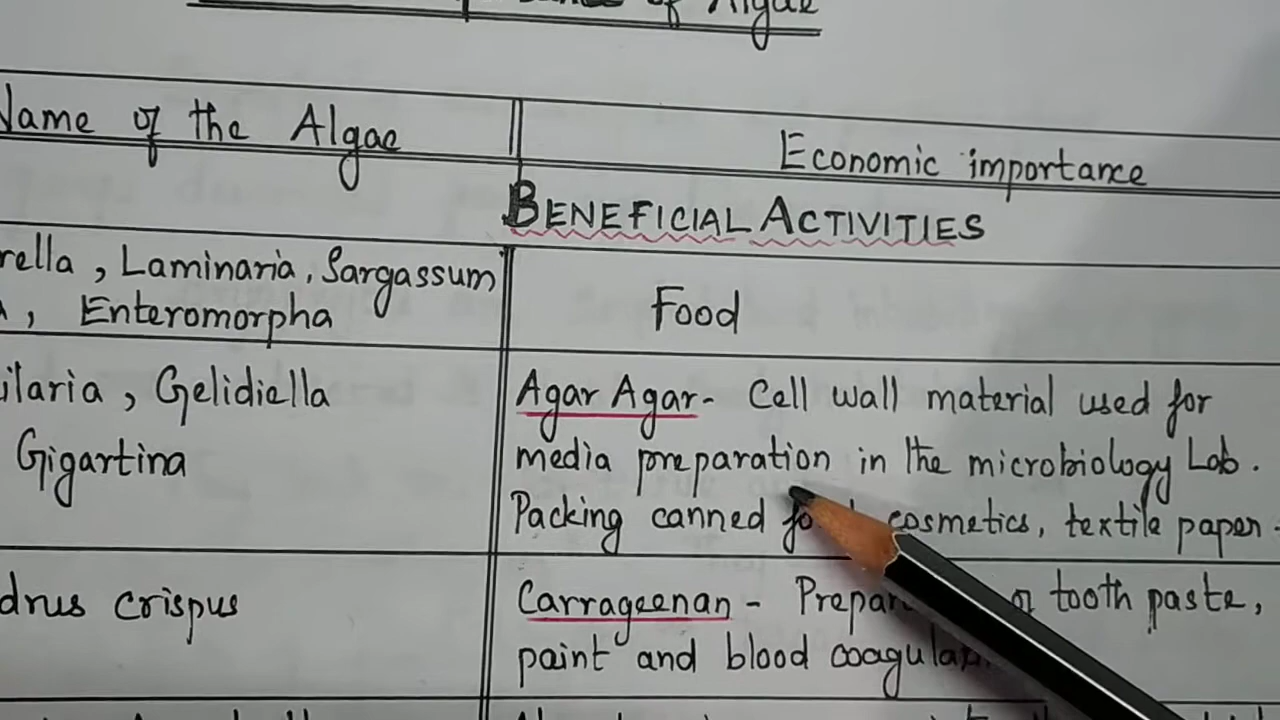 of Algae
Name of the Algae
Economic importance
BENEFICIAL ACTIVITIES
rella, Laminaria, Sargassum
, Enteromorpha
Food
ilaria, Gelidiella
Gigartina
Agar Agar- Cell wall material used for
media preparation in the microbiology Lab.
Packing canned cosmetics, textile paper-
drus crispus
Carrageenan - tooth paste,
paint and blood